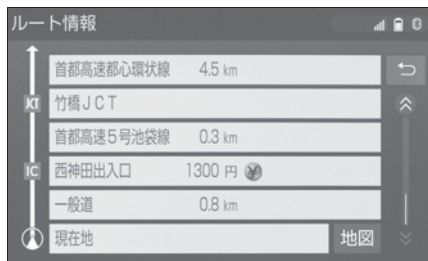 ルート情報
首都高速都心環状線 4.5 km
JCT 竹橋JCT
首都高速5号池袋線 0.3 km
IC 西神田出入口 1300 円 ¥
一般道 0.8 km
現在地 地図